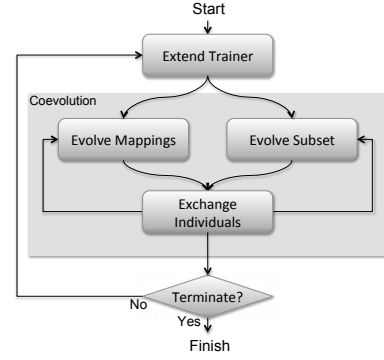 Start
Extend Trainer
Coevolution
Evolve Mappings
Evolve Subset
Exchange
Individuals
Terminate?
No
Yes
Finish